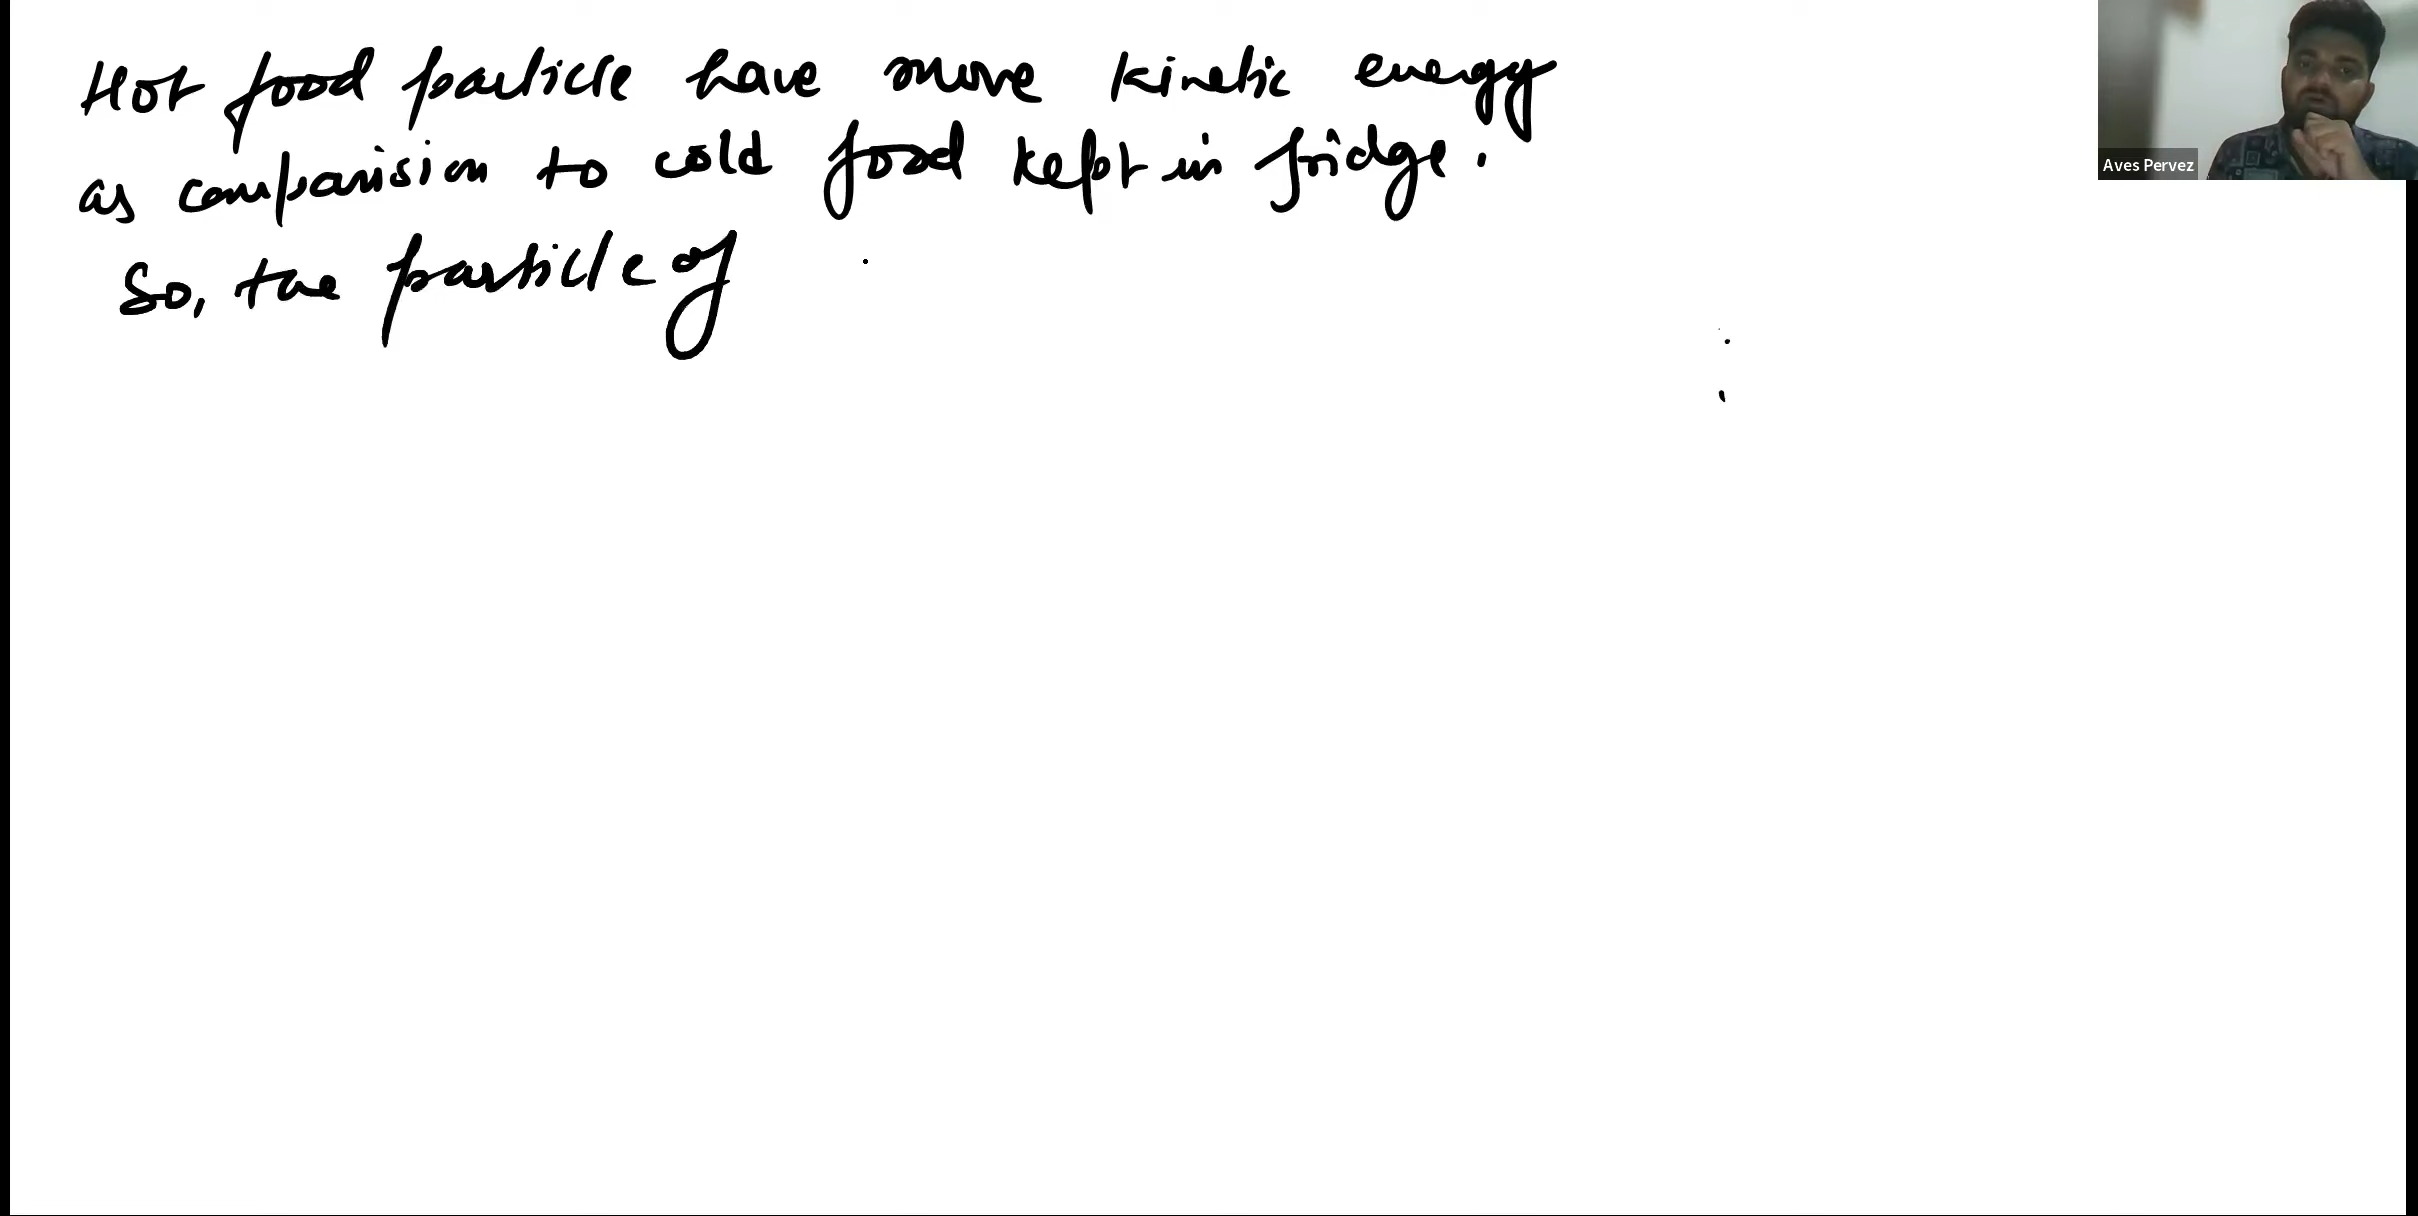 Hot food particle have more kinetic energy
as comparision to cold food kept in fridge.
So, the particle of
Aves Pervez